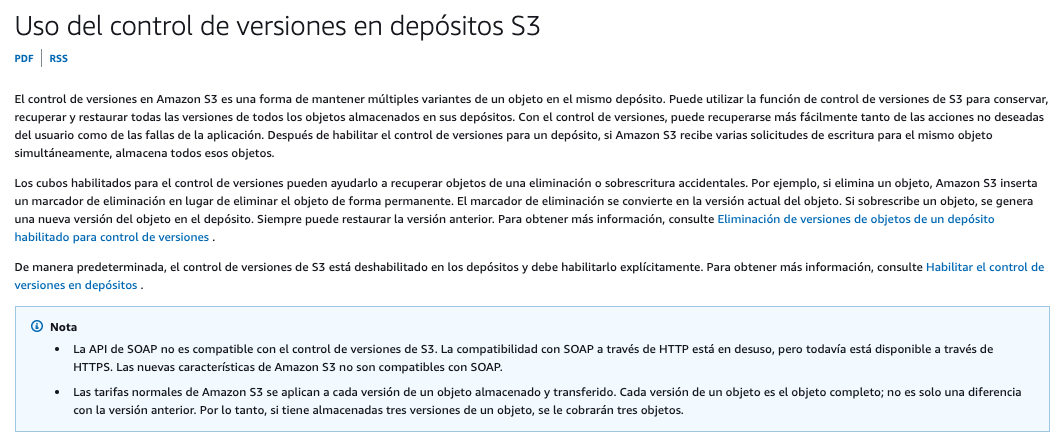 Uso del control de versiones en depósitos S3
PDF | RSS
El control de versiones en Amazon S3 es una forma de mantener múltiples variantes de un objeto en el mismo depósito. Puede utilizar la función de control de versiones de S3 para conservar,
recuperar y restaurar todas las versiones de todos los objetos almacenados en sus depósitos. Con el control de versiones, puede recuperarse más fácilmente tanto de las acciones no deseadas
del usuario como de las fallas de la aplicación. Después de habilitar el control de versiones para un depósito, si Amazon S3 recibe varias solicitudes de escritura para el mismo objeto
simultáneamente, almacena todos esos objetos.
Los cubos habilitados para el control de versiones pueden ayudarlo a recuperar objetos de una eliminación o sobrescritura accidentales. Por ejemplo, si elimina un objeto, Amazon S3 inserta
un marcador de eliminación en lugar de eliminar el objeto de forma permanente. El marcador de eliminación se convierte en la versión actual del objeto. Si sobrescribe un objeto, se genera
una nueva versión del objeto en el depósito. Siempre puede restaurar la versión anterior. Para obtener más información, consulte Eliminación de versiones de objetos de un depósito
habilitado para control de versiones .
De manera predeterminada, el control de versiones de S3 está deshabilitado en los depósitos y debe habilitarlo explícitamente. Para obtener más información, consulte Habilitar el control de
versiones en depósitos .
Nota
• La API de SOAP no es compatible con el control de versiones de S3. La compatibilidad con SOAP a través de HTTP está en desuso, pero todavía está disponible a través de
HTTPS. Las nuevas características de Amazon S3 no son compatibles con SOAP.
• Las tarifas normales de Amazon S3 se aplican a cada versión de un objeto almacenado y transferido. Cada versión de un objeto es el objeto completo; no es solo una diferencia
con la versión anterior. Por lo tanto, si tiene almacenadas tres versiones de un objeto, se le cobrarán tres objetos.